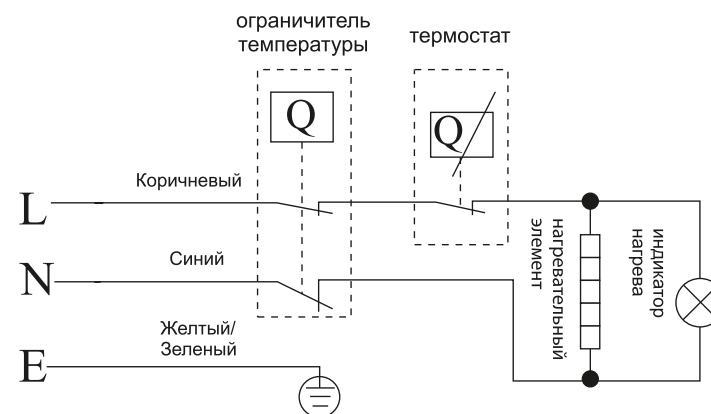 ограничитель
температуры
термостат
Q
Q
Коричневый
L
Синий
N
Желтый/
Зеленый
E
нагревательный
элемент
индикатор
нагрева